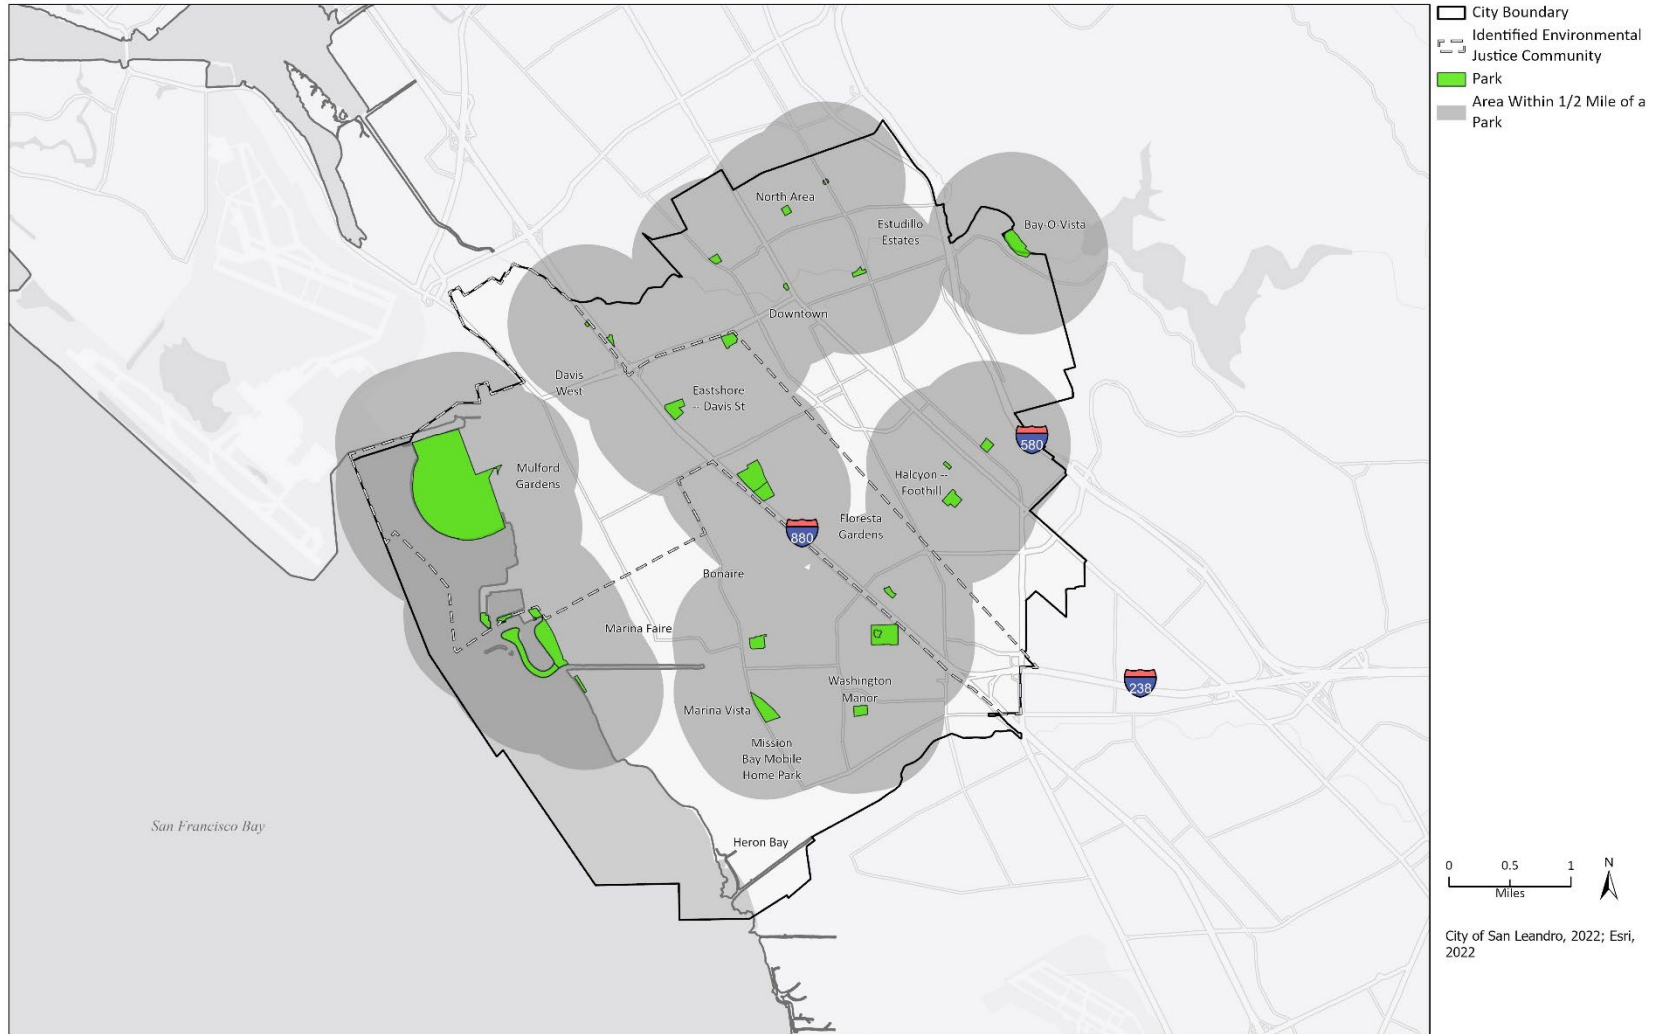 City Boundary
Identified Environmental
Justice Community
Park
Area Within 1/2 Mile of a
Park
North Area
Estudillo
Estates
Bay-O-Vista
Downtown
Davis
West
Eastshore
-- Davis St
580
Mulford
Gardens
Halcyon --
Foothill
880
Floresta
Gardens
Bonaire
Marina Faire
238
Washington
Manor
Marina Vista
Mission
Bay Mobile
Home Park
San Francisco Bay
Heron Bay
0 0.5 1
Miles
N
City of San Leandro, 2022; Esri,
2022